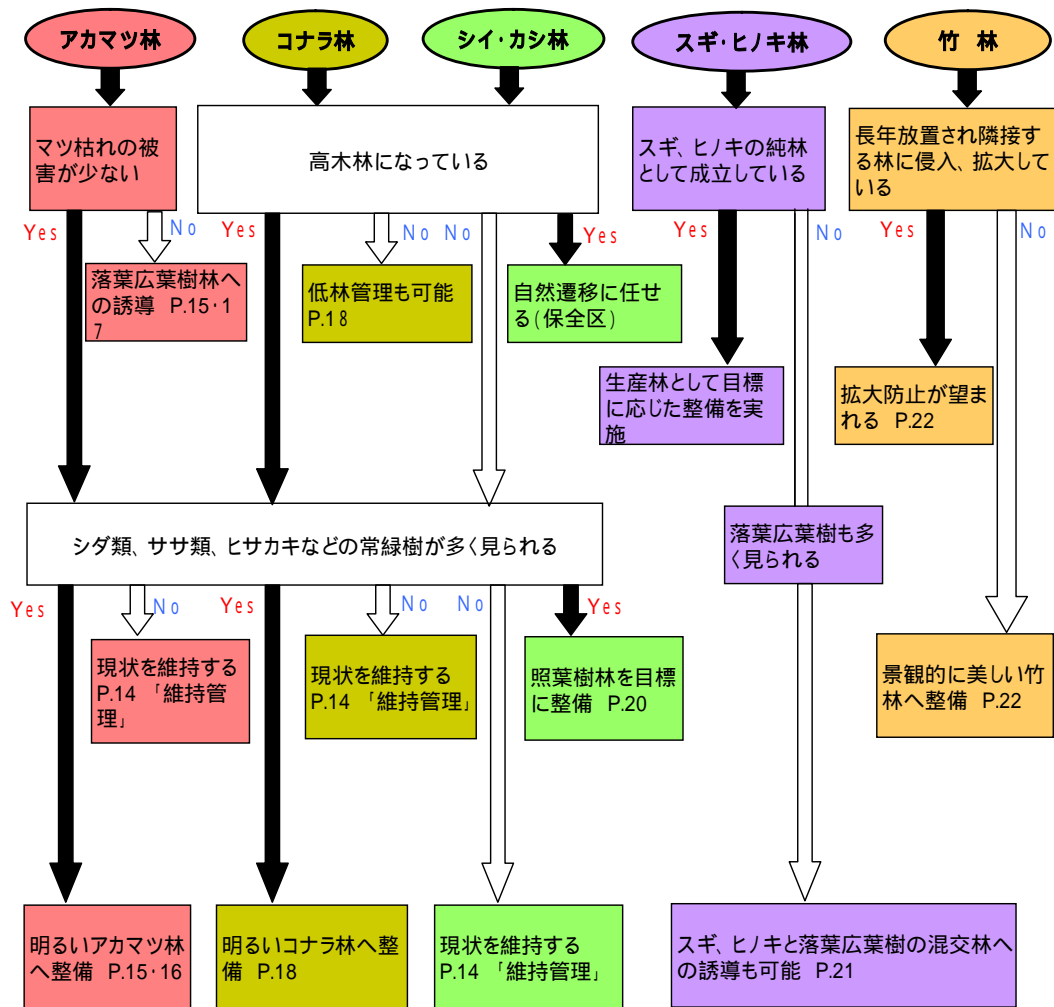 アカマツ林
コナラ林
シイ・カシ林
スギ・ヒノキ林
竹 林
マツ枯れの被
害が少ない
高木林になっている
スギ、ヒノキの純林
として成立している
長年放置され隣接す
る林に侵入、拡大して
いる
Yes
No
Yes
No
No
Yes
Yes
No
Yes
No
落葉広葉樹林へ
の誘導 P.15・1
7
低林管理も可能
P.18
自然遷移に任せ
る(保全区)
生産林として目標
に応じた整備を実
施
拡大防止が望ま
れる P.22
シダ類、ササ類、ヒサカキなどの常緑樹が多く見られる
落葉広葉樹も多
く見られる
Yes
No
Yes
No
No
Yes
現状を維持する
P.14 「維持管
理」
現状を維持する
P.14 「維持管理」
照葉樹林を目標
に整備 P.20
景観的に美しい竹
林へ整備 P.22
明るいアカマツ林
へ整備 P.15・16
明るいコナラ林へ整
備 P.18
現状を維持する
P.14 「維持管理」
スギ、ヒノキと落葉広葉樹の混交林へ
の誘導も可能 P.21